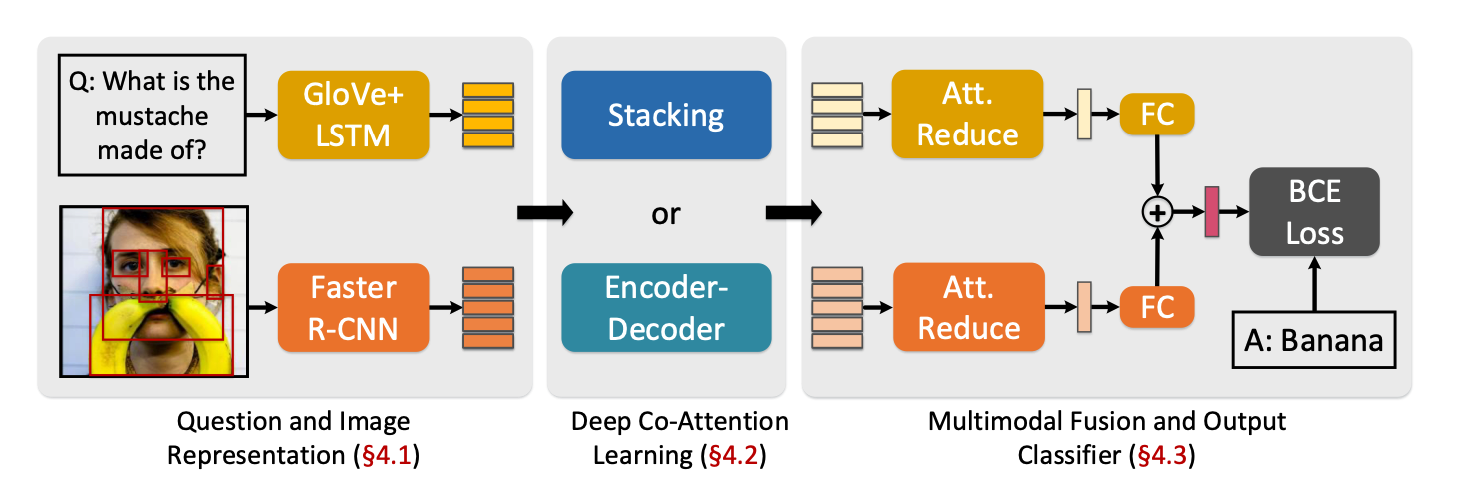 Q: What is the
mustache
made of?
GloVe+
LSTM
Faster
R-CNN
Question and Image
Representation (§4.1)
Stacking
or
Encoder-
Decoder
Deep Co-Attention
Learning (§4.2)
Att.
Reduce
FC
+
BCE
Loss
Att.
Reduce
FC
A: Banana
Multimodal Fusion and Output
Classifier (§4.3)